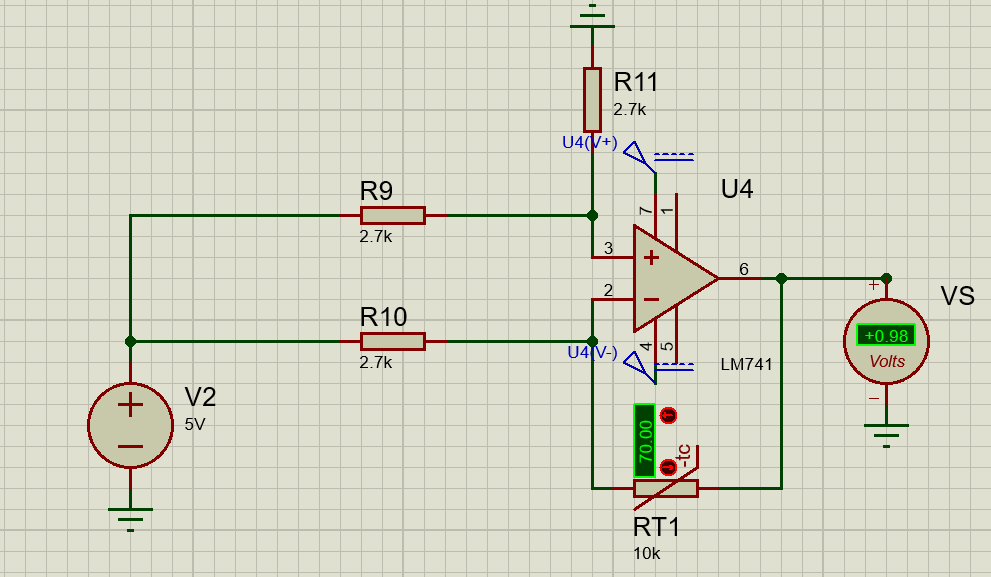 R11
2.7k
U4(V+)
R9
2.7k
U4
7
1
3
2
6
+
VS
+0.98
Volts
R10
2.7k
U4(V-)
4
5
LM741
V2
5V
70.00
-tc
RT1
10k